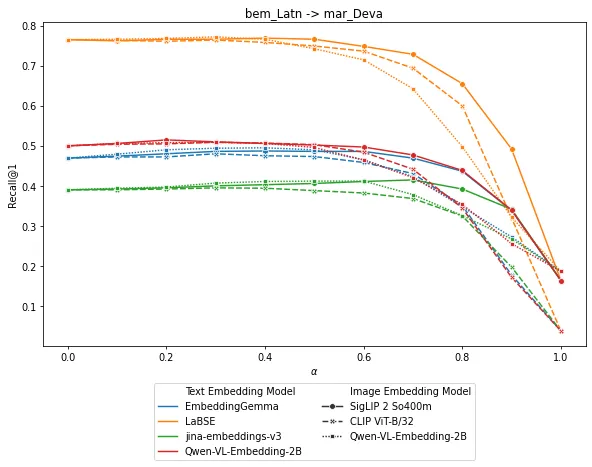 bem_Latn -> mar_Deva
0.8
0.7
0.6
0.5
0.4
0.3
0.2
0.1
Recall@1
0.0 0.2 0.4 0.6 0.8 1.0
α
Text Embedding Model Image Embedding Model
EmbeddingGemma SigLIP 2 So400m
LaBSE CLIP ViT-B/32
jina-embeddings-v3 Qwen-VL-Embedding-2B
Qwen-VL-Embedding-2B